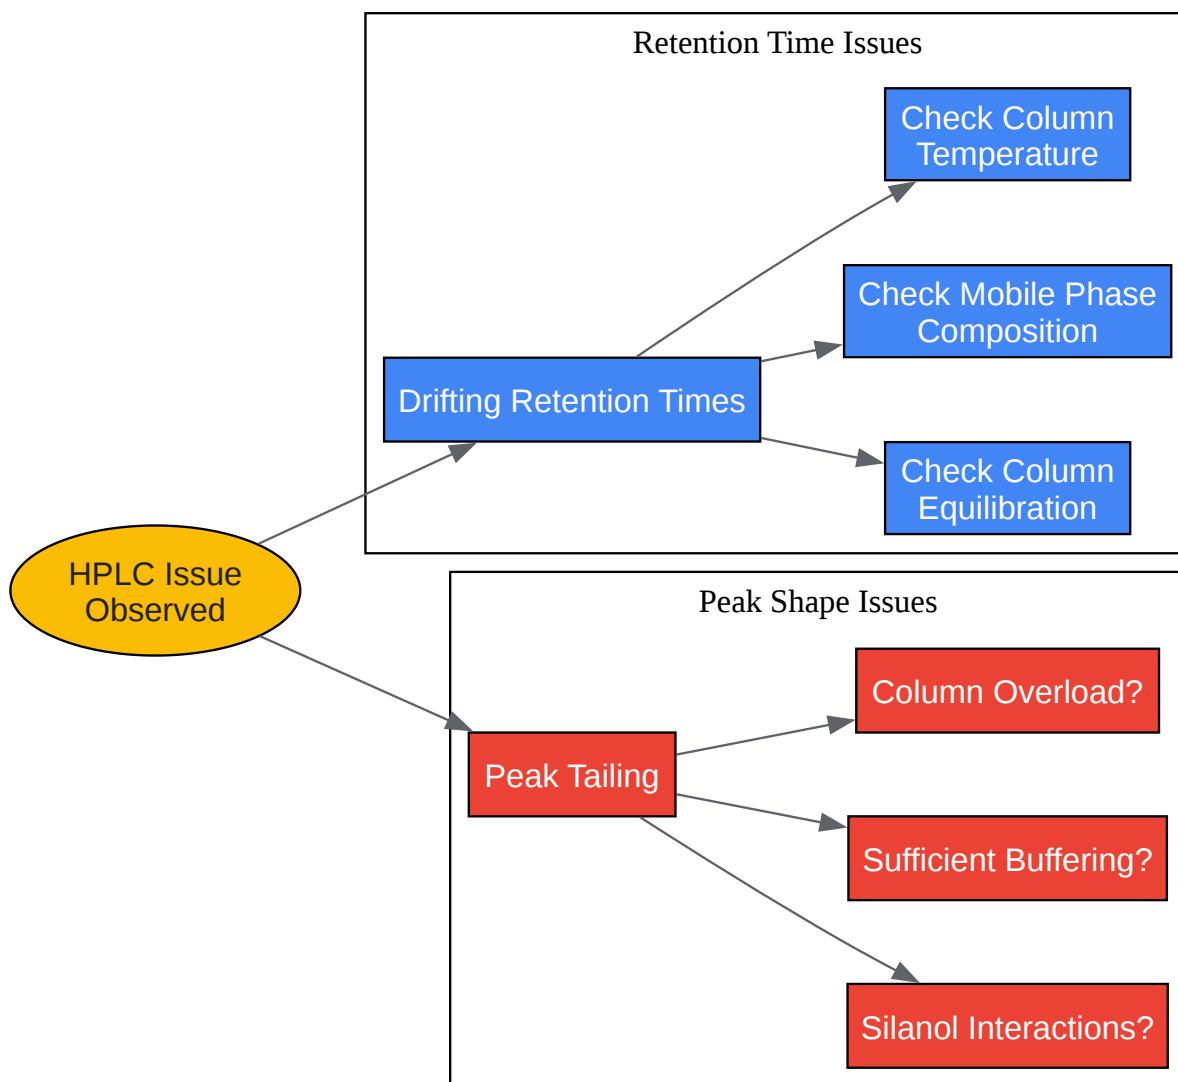 Retention Time Issues
Check Column
Temperature
Check Mobile Phase
Composition
Drifting Retention Times
Check Column
Equilibration
HPLC Issue
Observed
Peak Shape Issues
Column Overload?
Peak Tailing
Sufficient Buffering?
Silanol Interactions?